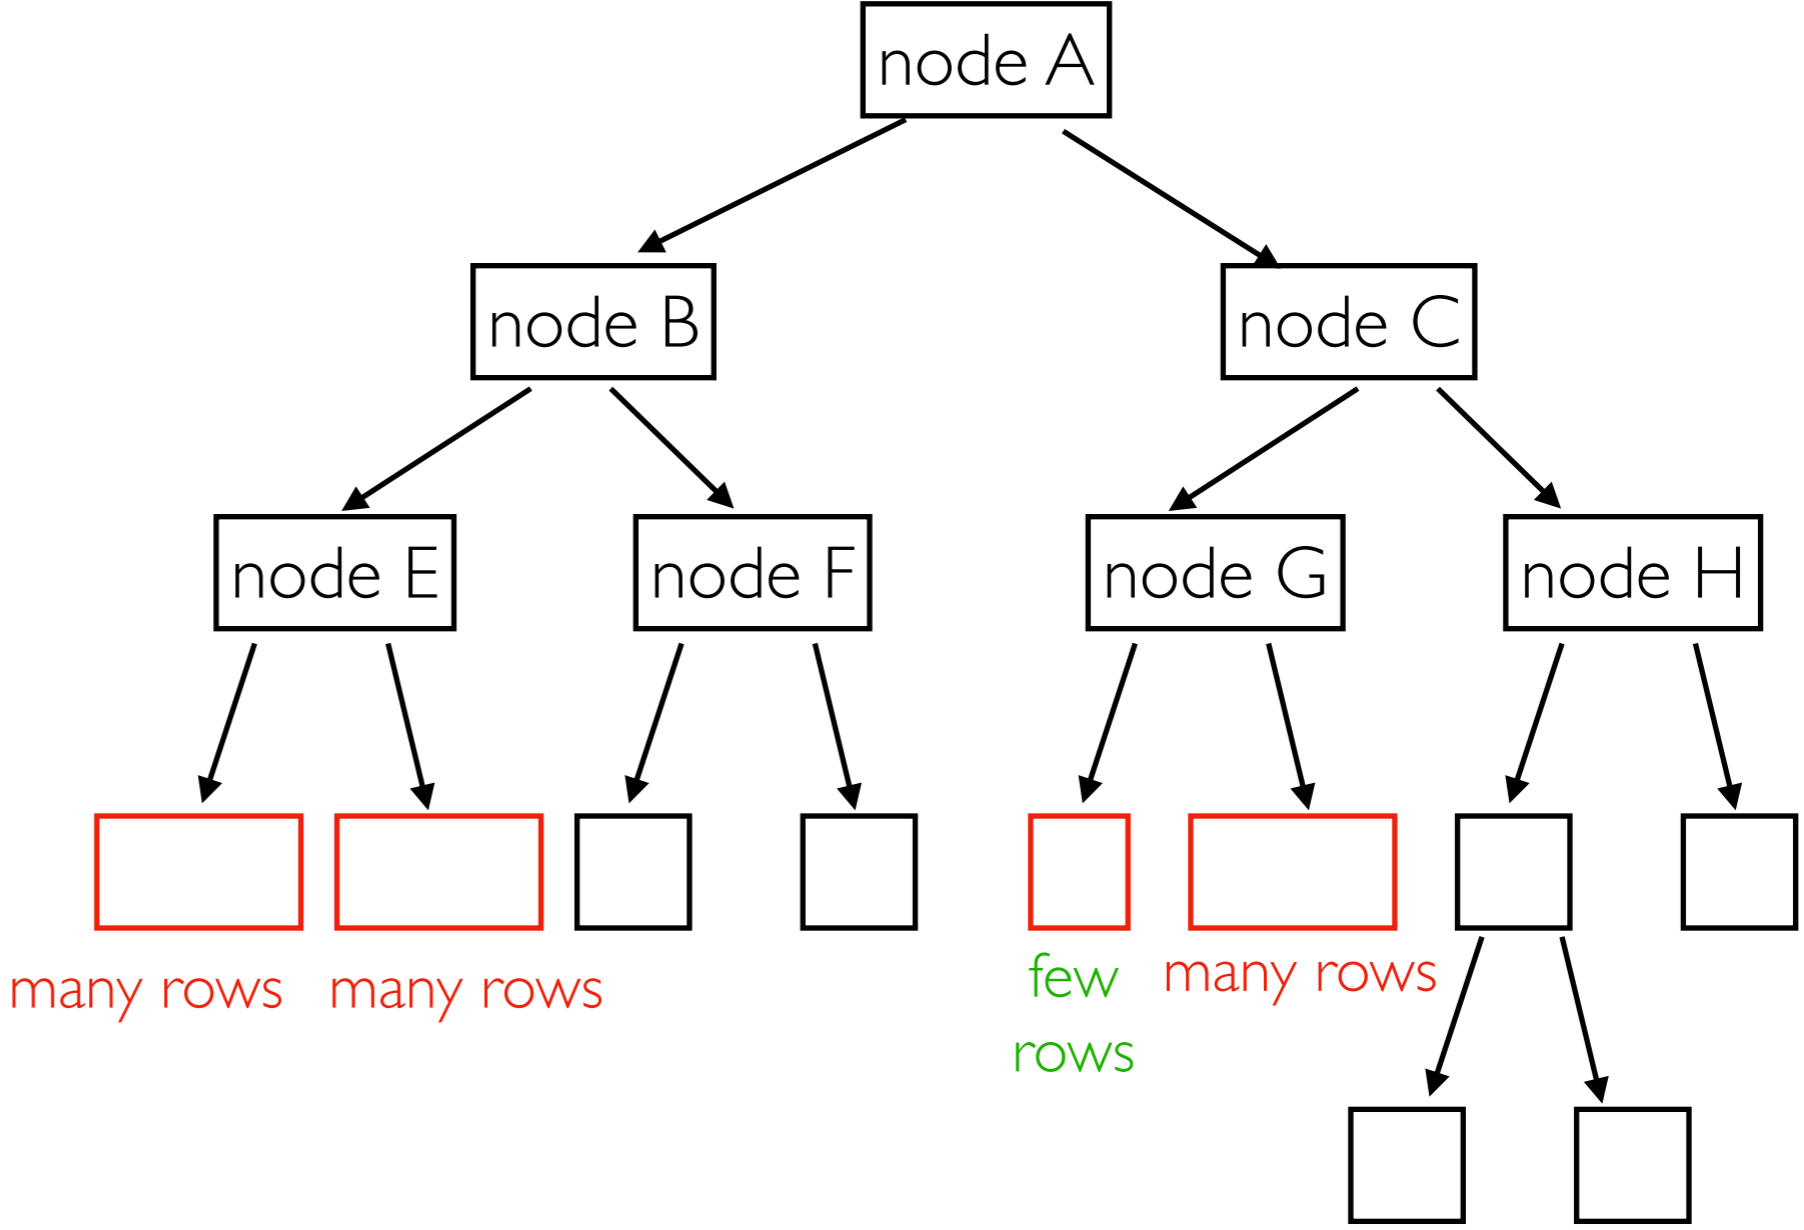 node A
node B
node C
node E
node F
node G
node H
many rows
many rows
few
rows
many rows